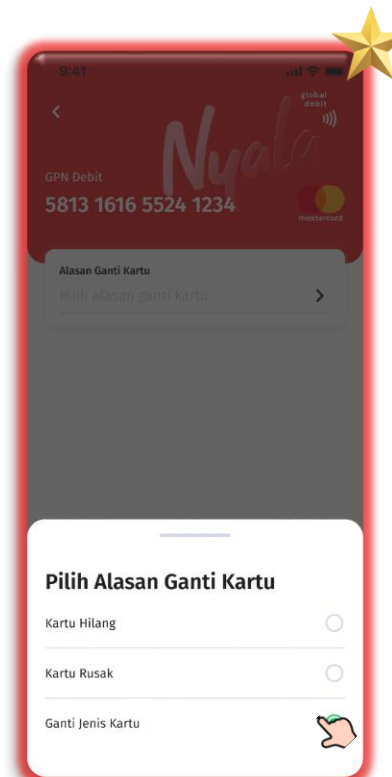 9:41
global
debit
Nyala
GPN Debit
5813 1616 5524 1234
mastercard
Alasan Ganti Kartu
Pilih alasan ganti kartu
Pilih Alasan Ganti Kartu
Kartu Hilang
Kartu Rusak
Ganti Jenis Kartu